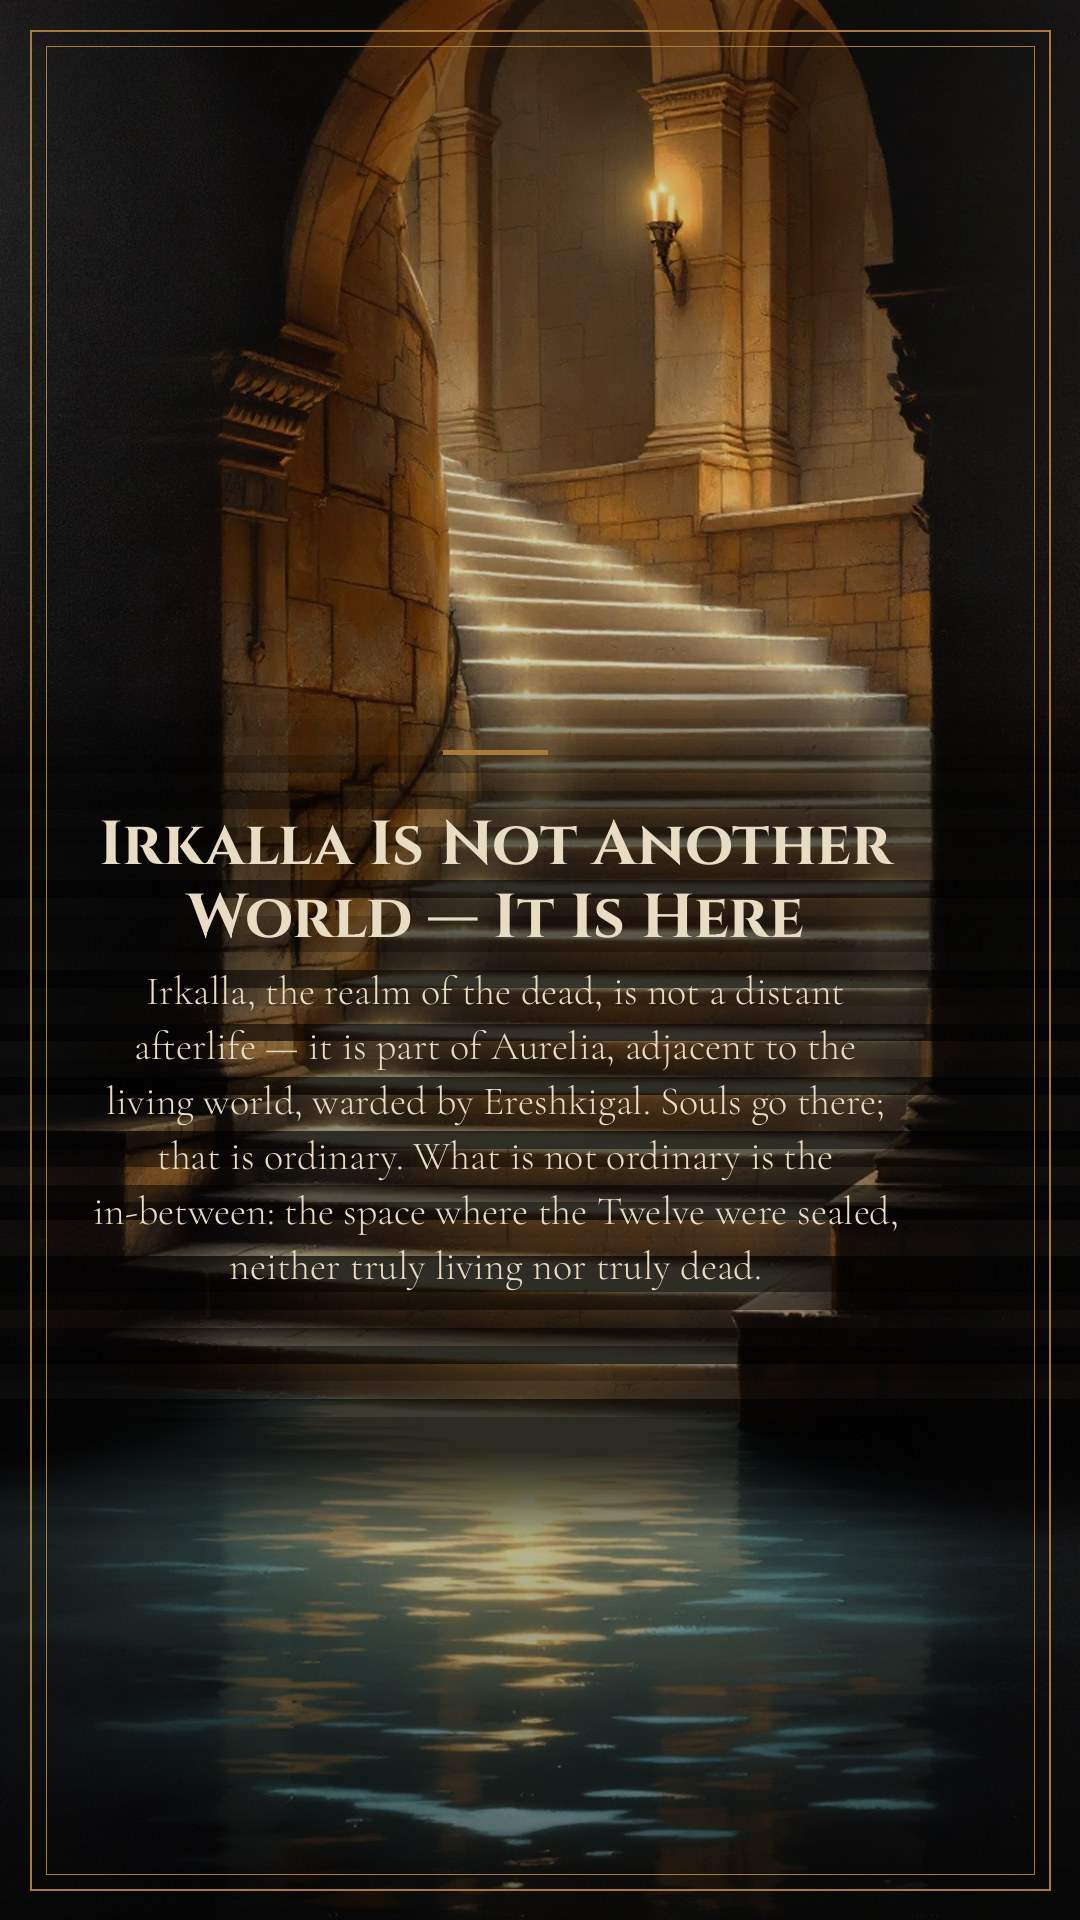 Irkalla Is Not Another
World — It Is Here
Irkalla, the realm of the dead, is not a distant
afterlife — it is part of Aurelia, adjacent to the
living world, warded by Ereshkigal. Souls go there;
that is ordinary. What is not ordinary is the
in-between: the space where the Twelve were sealed,
neither truly living nor truly dead.